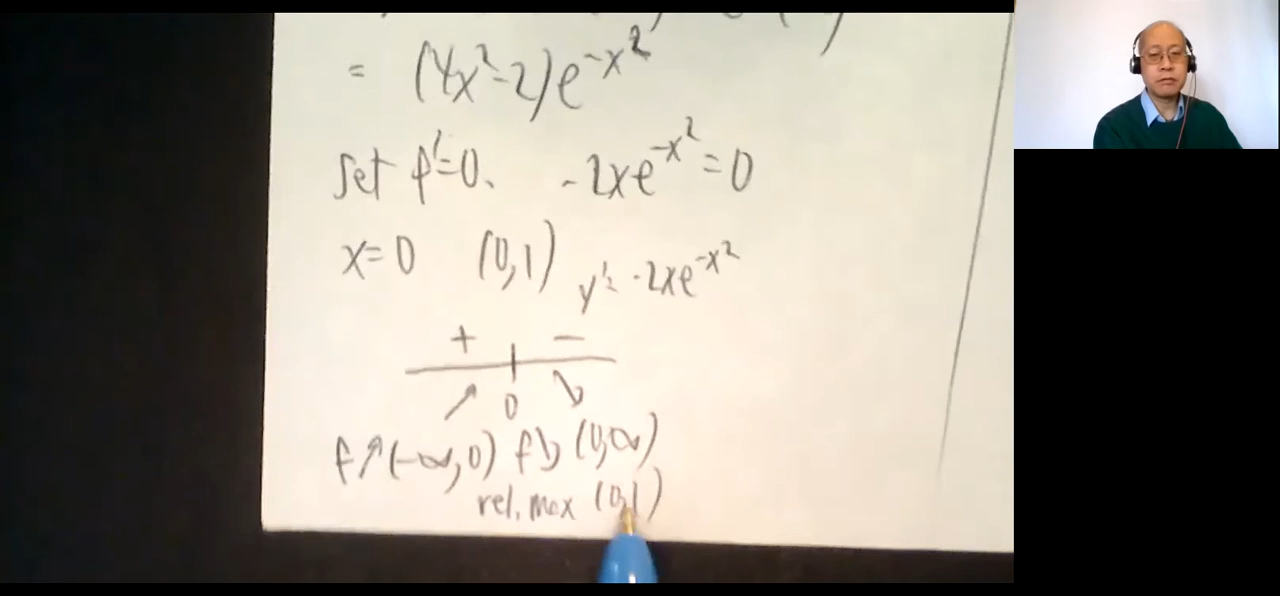 = (4x²-2)e^{-x²}
set f'=0. -2xe^{-x²}=0
x=0 (0,1) y'= -2xe^{-x²}
+ −
0
f↗(-∞,0) f↘(0,∞)
rel. max (0,1)